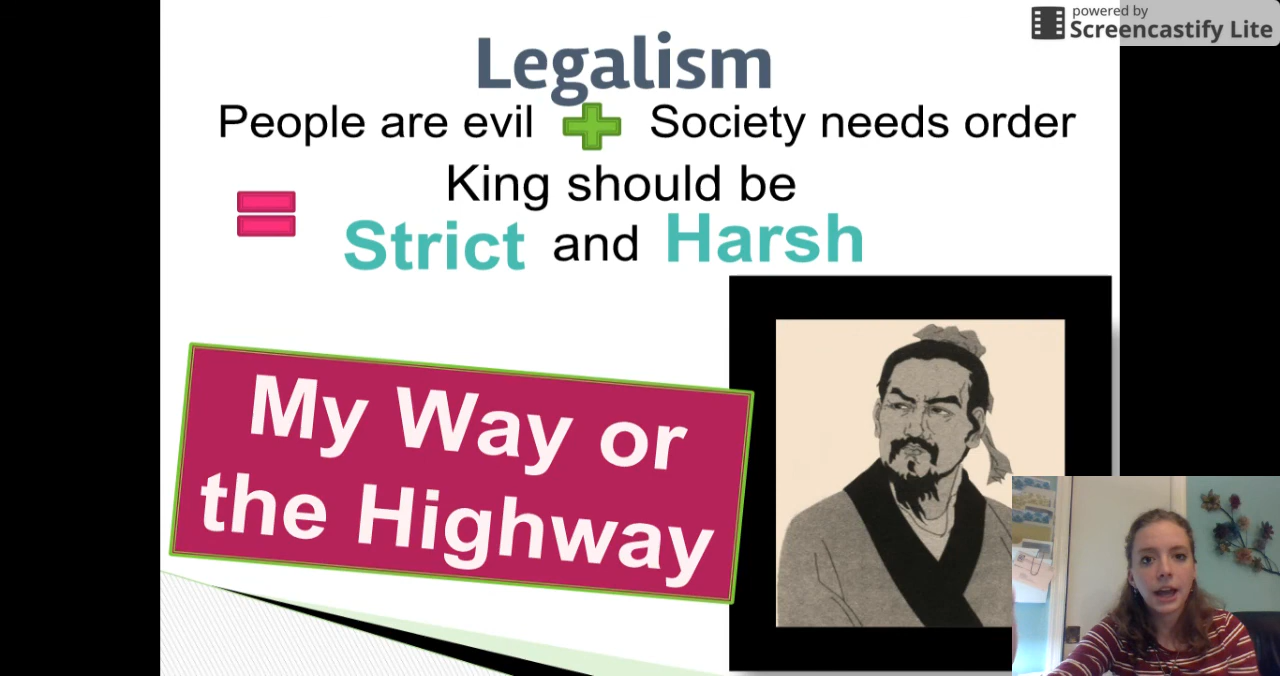 powered by
Screencastify Lite
Legalism
People are evil Society needs order
King should be
Strict and Harsh
My Way or
the Highway